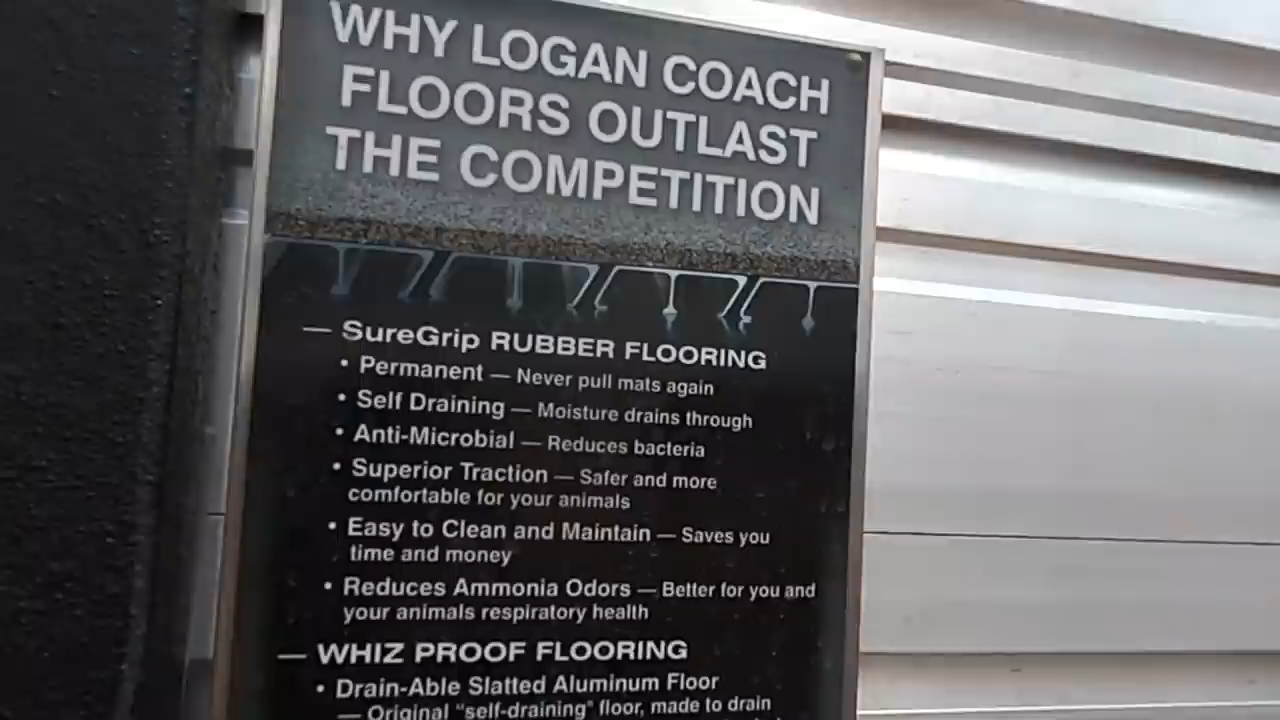 WHY LOGAN COACH
FLOORS OUTLAST
THE COMPETITION
— SureGrip RUBBER FLOORING
• Permanent — Never pull mats again
• Self Draining — Moisture drains through
• Anti-Microbial — Reduces bacteria
• Superior Traction — Safer and more
comfortable for your animals
• Easy to Clean and Maintain — Saves you
time and money
• Reduces Ammonia Odors — Better for you and
your animals respiratory health
— WHIZ PROOF FLOORING
• Drain-Able Slatted Aluminum Floor
— Original "self-draining" floor, made to drain